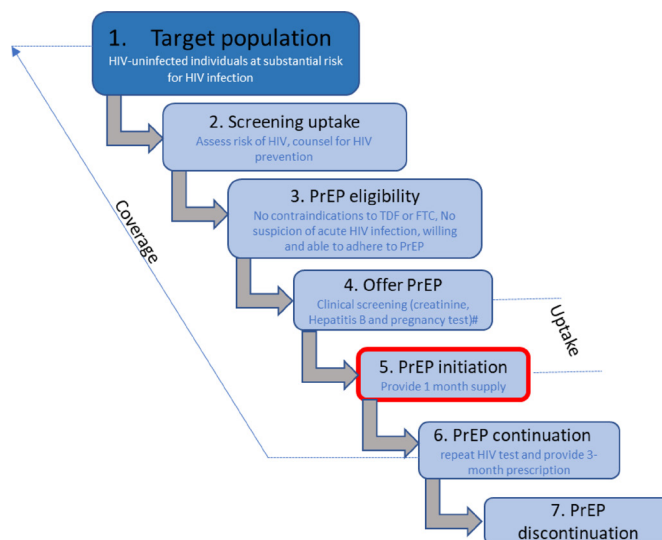 1. Target population
HIV-uninfected individuals at substantial risk
for HIV infection
2. Screening uptake
Assess risk of HIV, counsel for HIV
prevention
3. PrEP eligibility
No contraindications to TDF or FTC, No
suspicion of acute HIV infection, willing
and able to adhere to PrEP
Coverage
4. Offer PrEP
Clinical screening (creatinine,
Hepatitis B and pregnancy test)#
Uptake
5. PrEP initiation
Provide 1 month supply
6. PrEP continuation
repeat HIV test and provide 3-
month prescription
7. PrEP
discontinuation